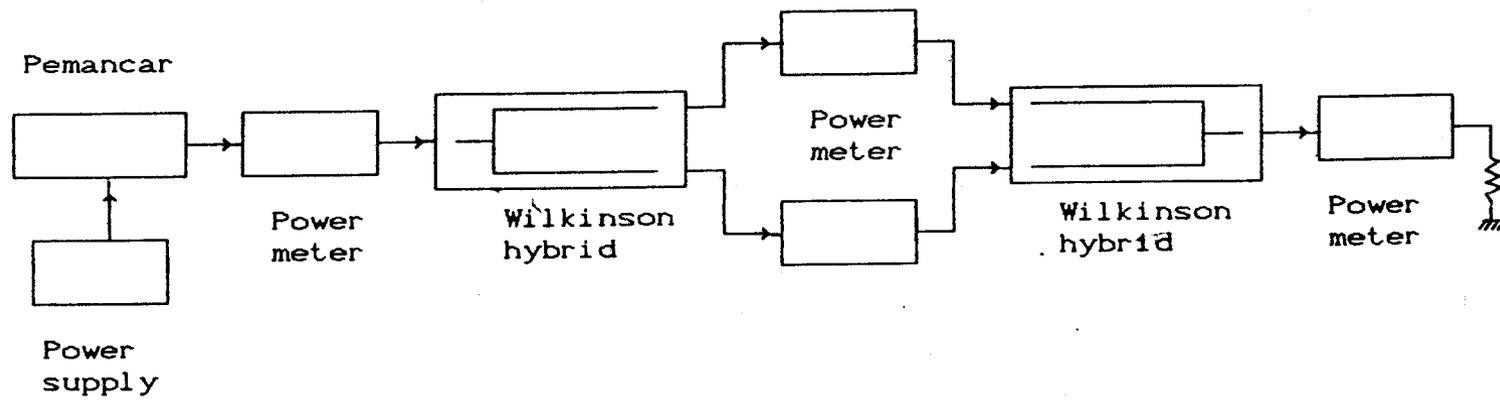 Pemancar
Power
meter
Power
supply
Wilkinson
hybrid
Power
meter
Wilkinson
hybrid
Power
meter